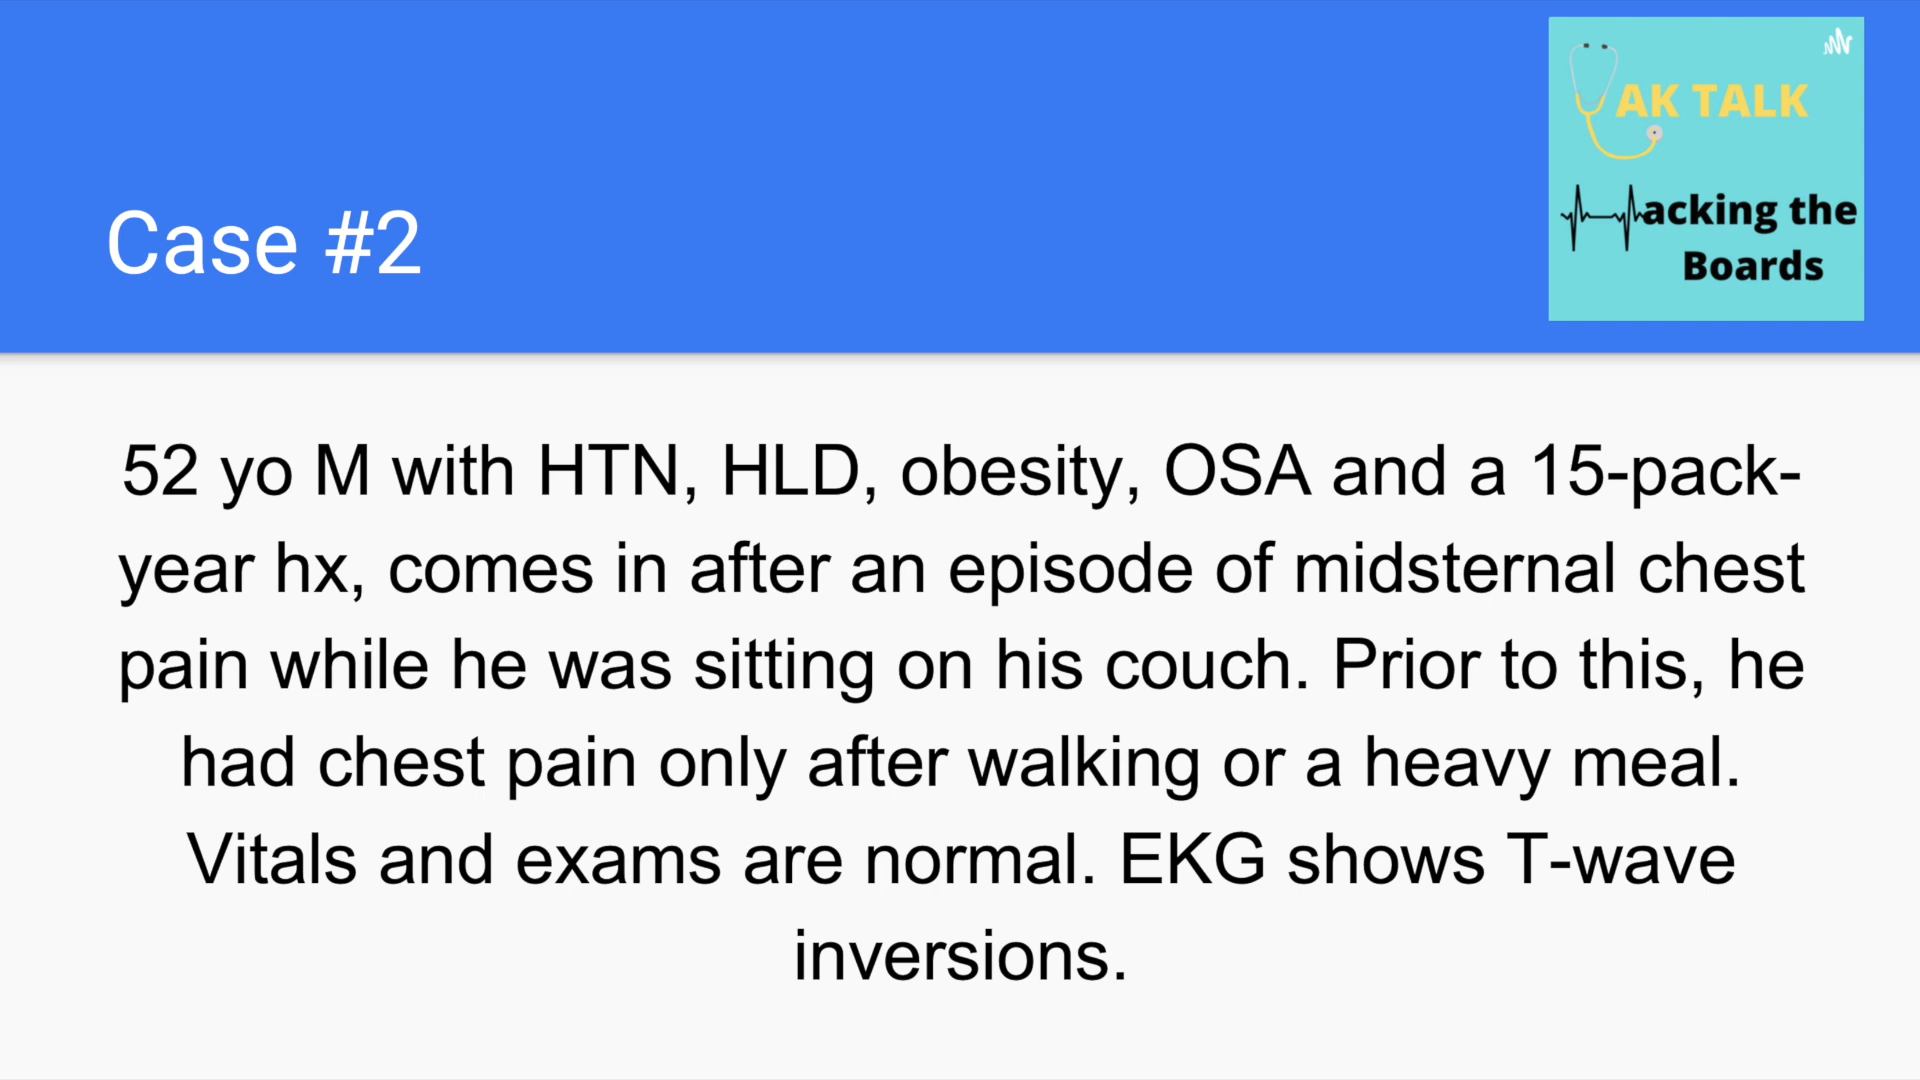 AK TALK
acking the
Boards
Case #2
52 yo M with HTN, HLD, obesity, OSA and a 15-pack-
year hx, comes in after an episode of midsternal chest
pain while he was sitting on his couch. Prior to this, he
had chest pain only after walking or a heavy meal.
Vitals and exams are normal. EKG shows T-wave
inversions.